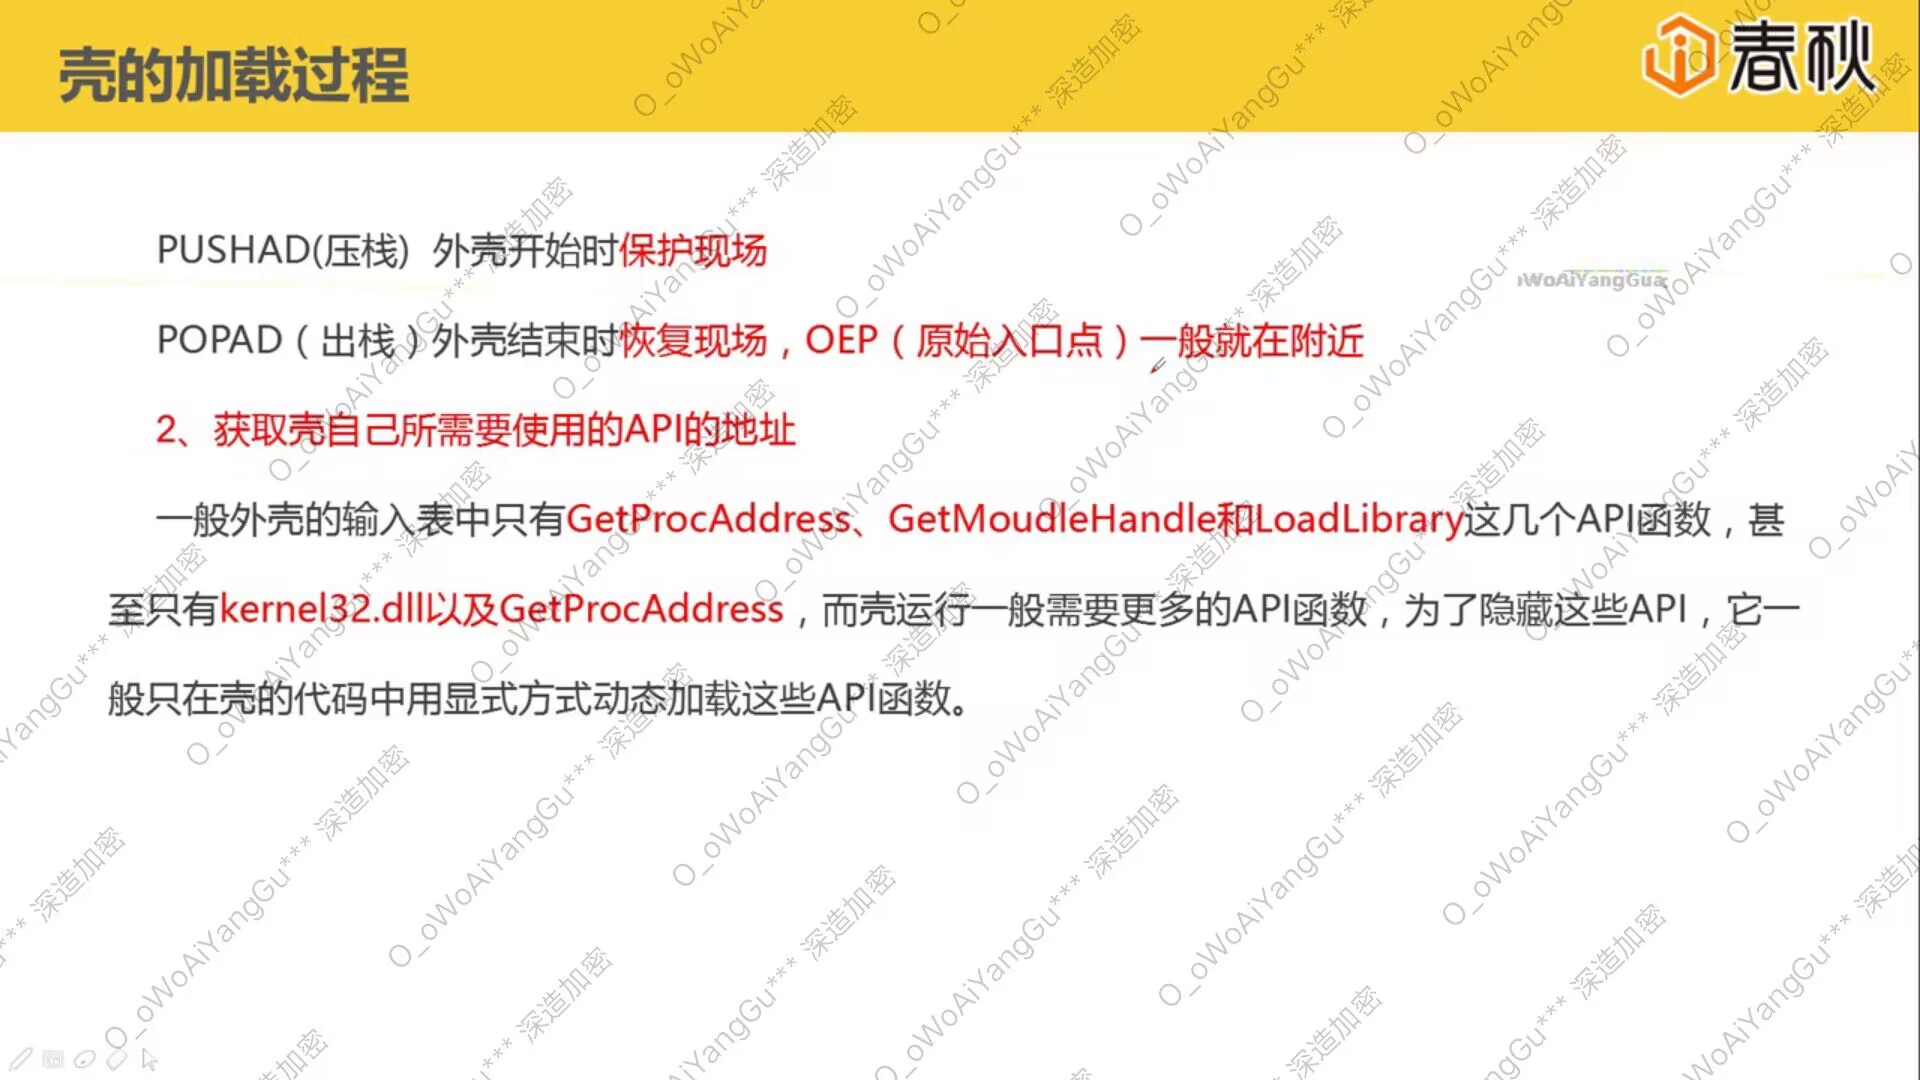 壳的加载过程
春秋
PUSHAD(压栈) 外壳开始时保护现场
POPAD（出栈）外壳结束时恢复现场，OEP（原始入口点）一般就在附近
2、获取壳自己所需要使用的API的地址
一般外壳的输入表中只有GetProcAddress、GetMoudleHandle和LoadLibrary这几个API函数，甚
至只有kernel32.dll以及GetProcAddress，而壳运行一般需要更多的API函数，为了隐藏这些API，它一
般只在壳的代码中用显式方式动态加载这些API函数。
O_oWoAiYangGu*** 深造加密